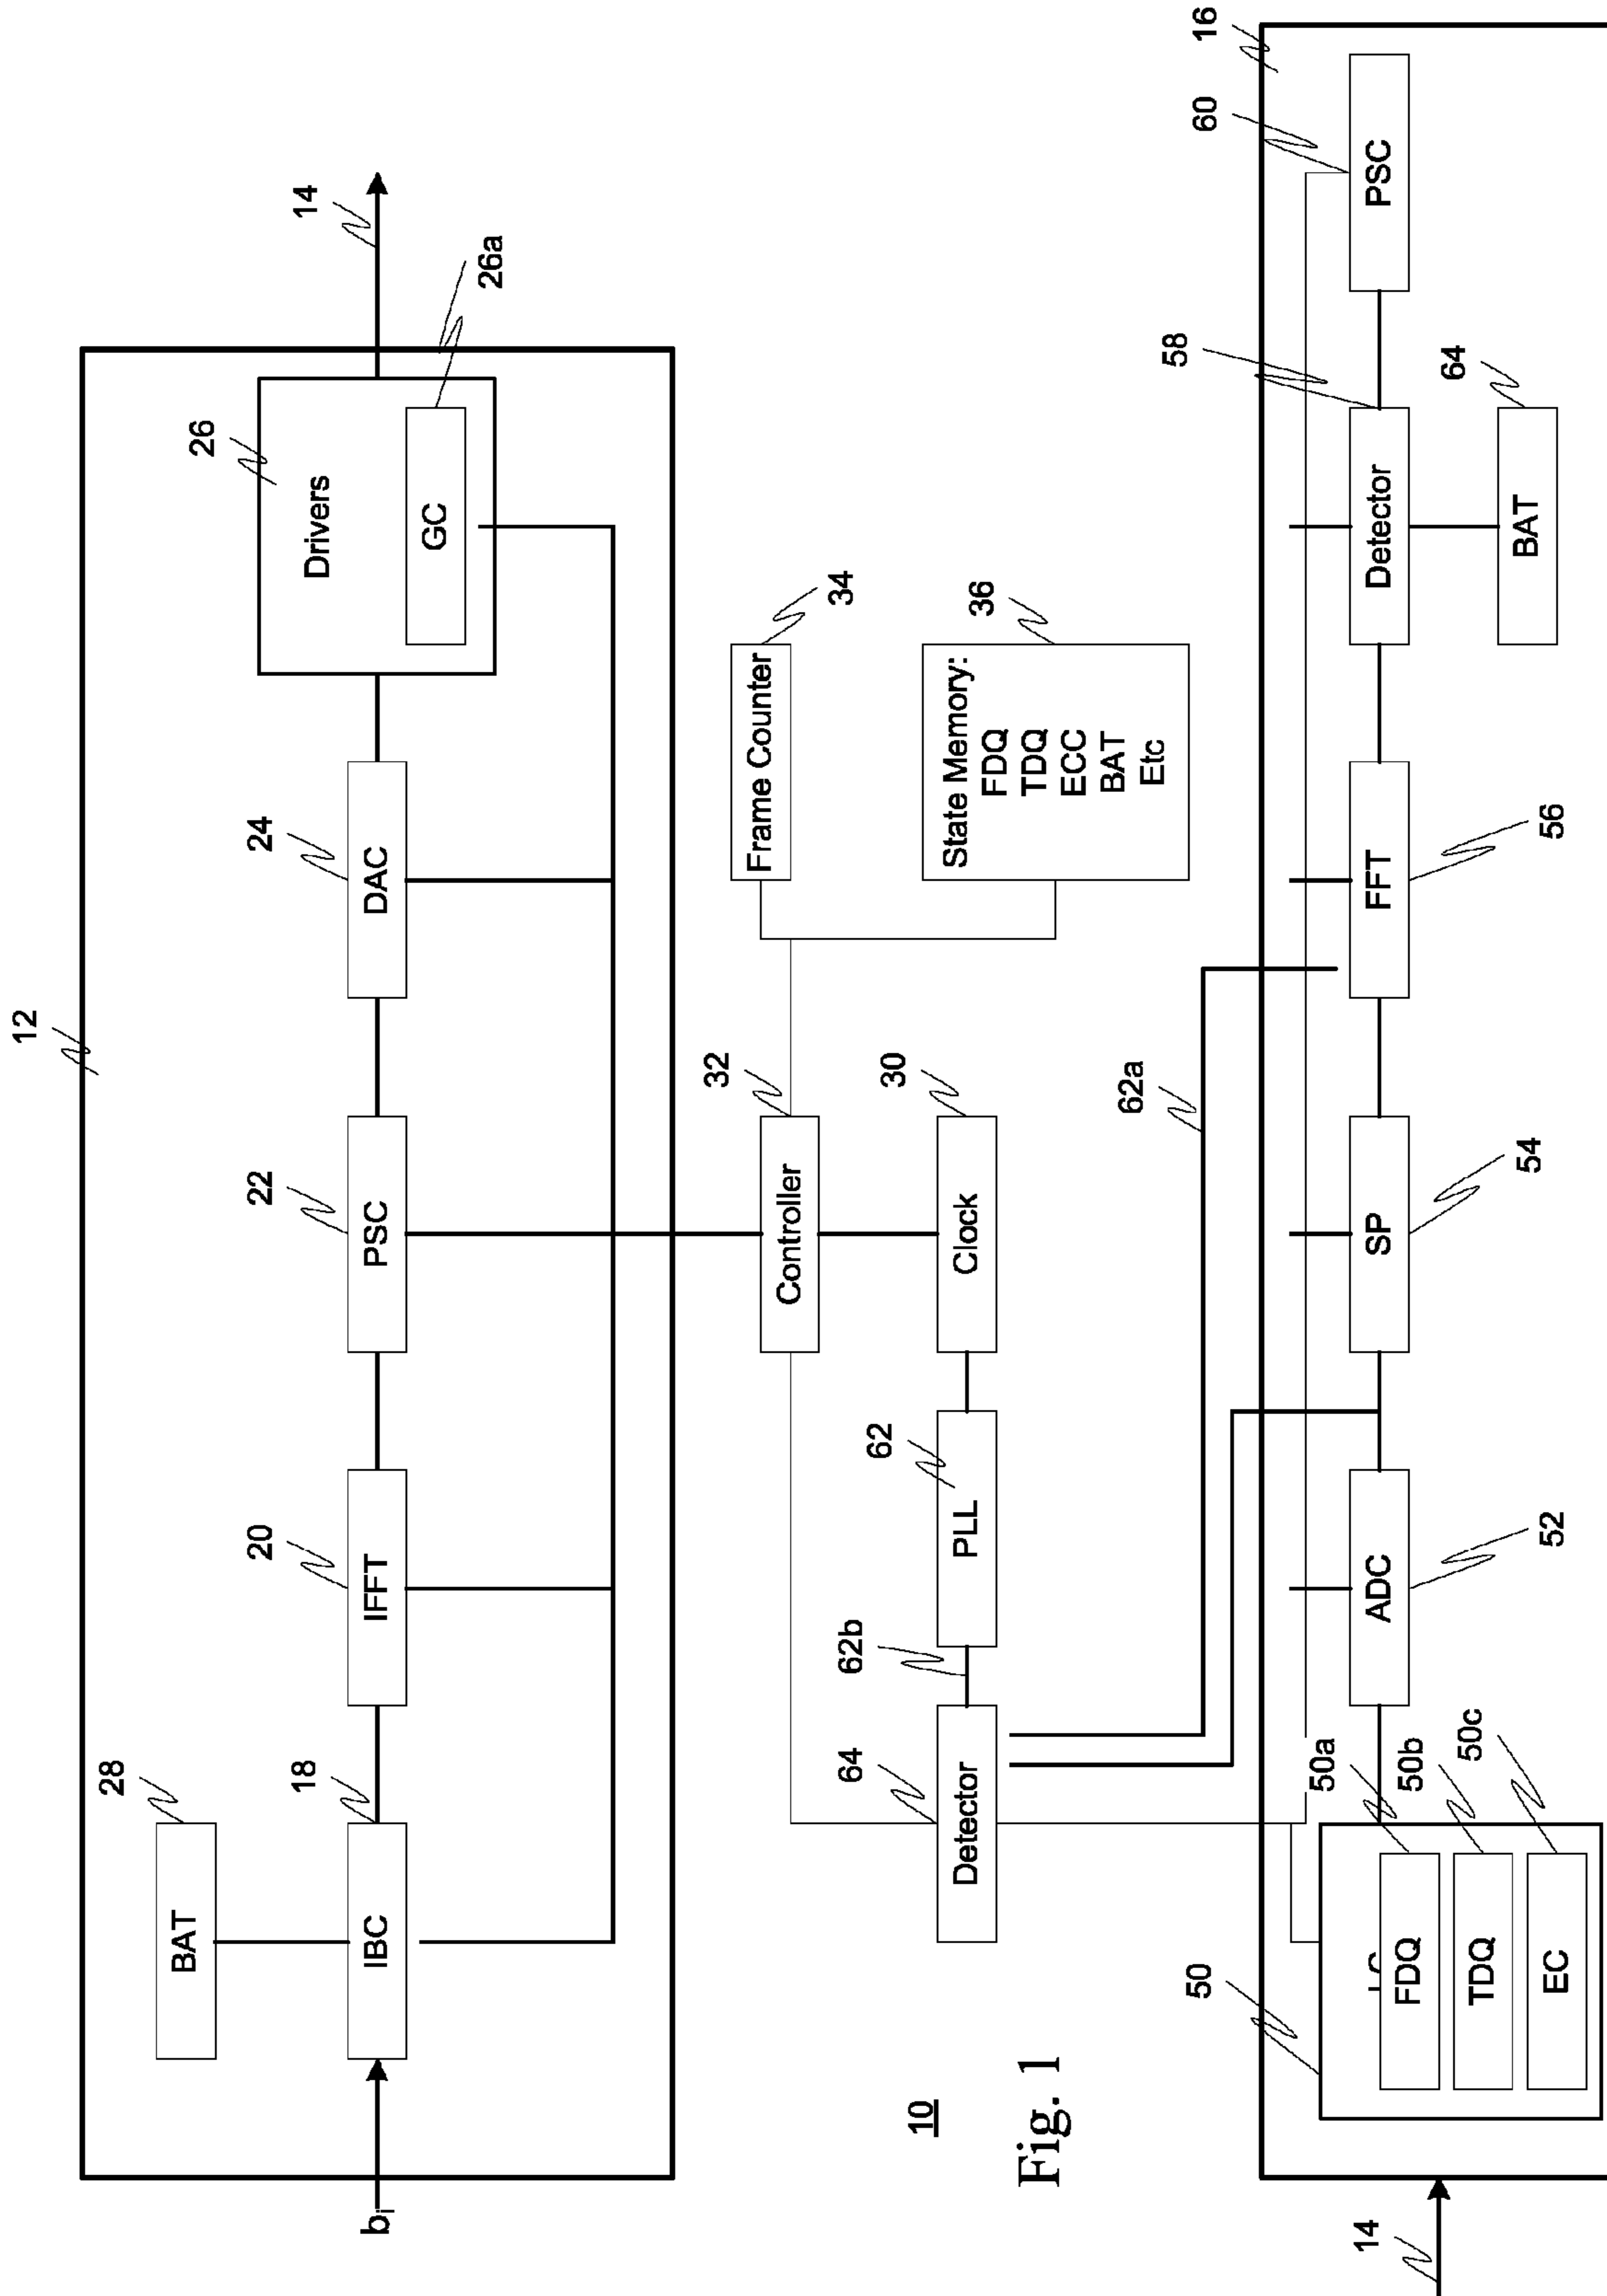 12
28
BAT
18
IBC
20
IFFT
22
PSC
24
DAC
26
Drivers
GC
26a
14
bi
32
Controller
34
Frame Counter
36
State Memory:
FDQ
TDQ
ECC
BAT
Etc
64
Detector
62b
62
PLL
30
Clock
62a
10
Fig. 1
14
50
FDQ
TDQ
EC
50a
50b
50c
ADC
52
SP
54
FFT
56
58
Detector
64
BAT
60
PSC
16